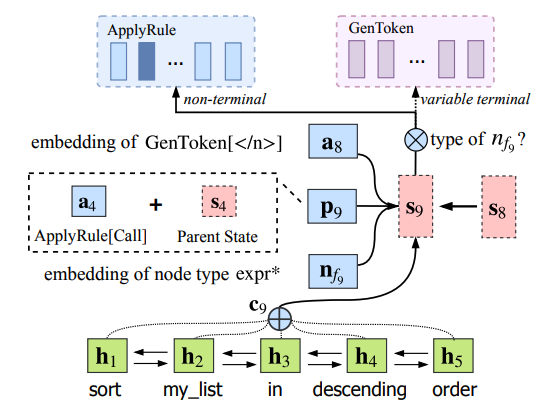 ApplyRule
GenToken
...
...
non-terminal
variable terminal
embedding of GenToken[</n>]
a8
type of nf9?
a4 + s4
p9
s9
s8
ApplyRule[Call]
Parent State
embedding of node type expr*
nf9
c9
h1 h2 h3 h4 h5
sort my_list in descending order